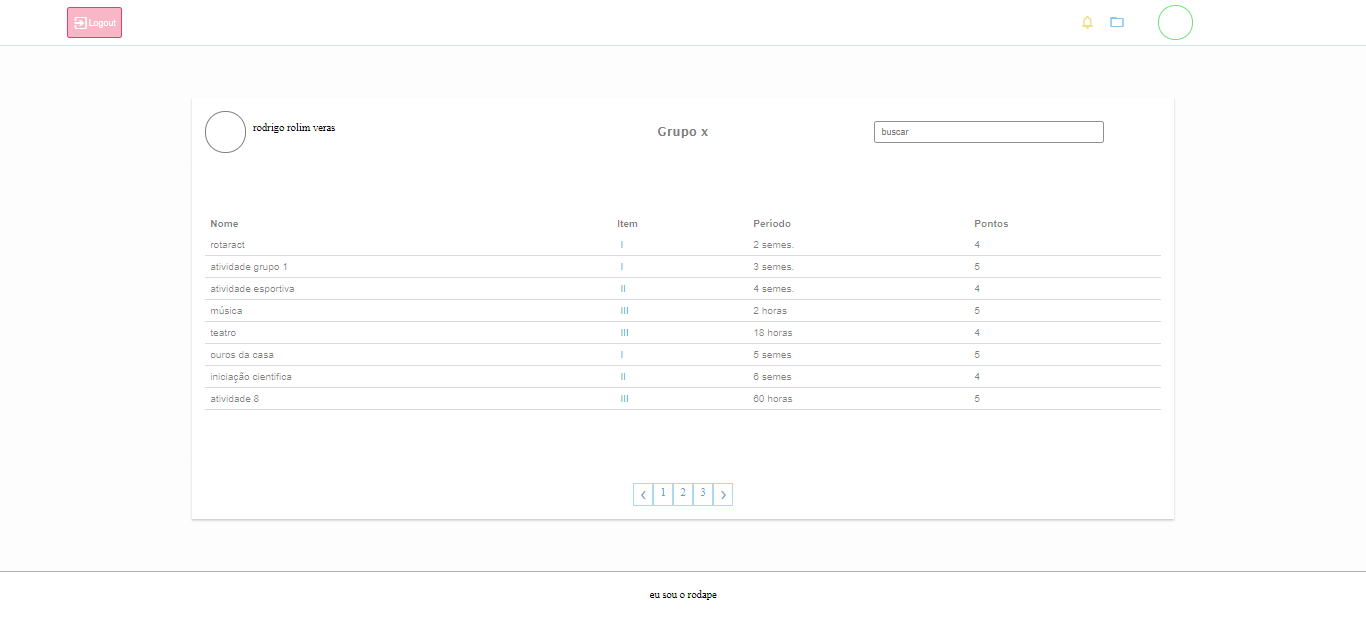 Logout
rodrigo rolim veras Grupo x buscar
Nome Item Período Pontos
rotaract I 2 semes. 4
atividade grupo 1 I 3 semes. 5
atividade esportiva II 4 semes. 4
música III 2 horas 5
teatro III 18 horas 4
ouros da casa I 5 semes 5
iniciação cientifica II 6 semes 4
atividade 8 III 60 horas 5
1 2 3
eu sou o rodape